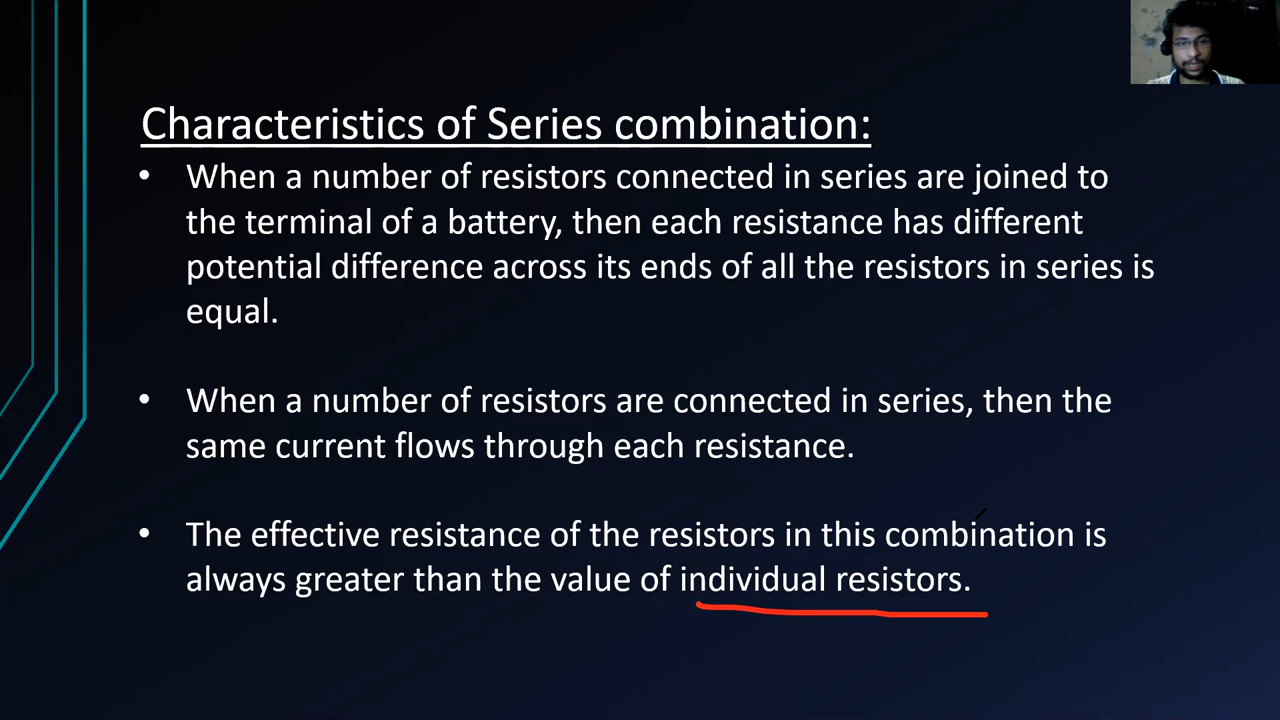 Characteristics of Series combination:
• When a number of resistors connected in series are joined to
the terminal of a battery, then each resistance has different
potential difference across its ends of all the resistors in series is
equal.
• When a number of resistors are connected in series, then the
same current flows through each resistance.
• The effective resistance of the resistors in this combination is
always greater than the value of individual resistors.